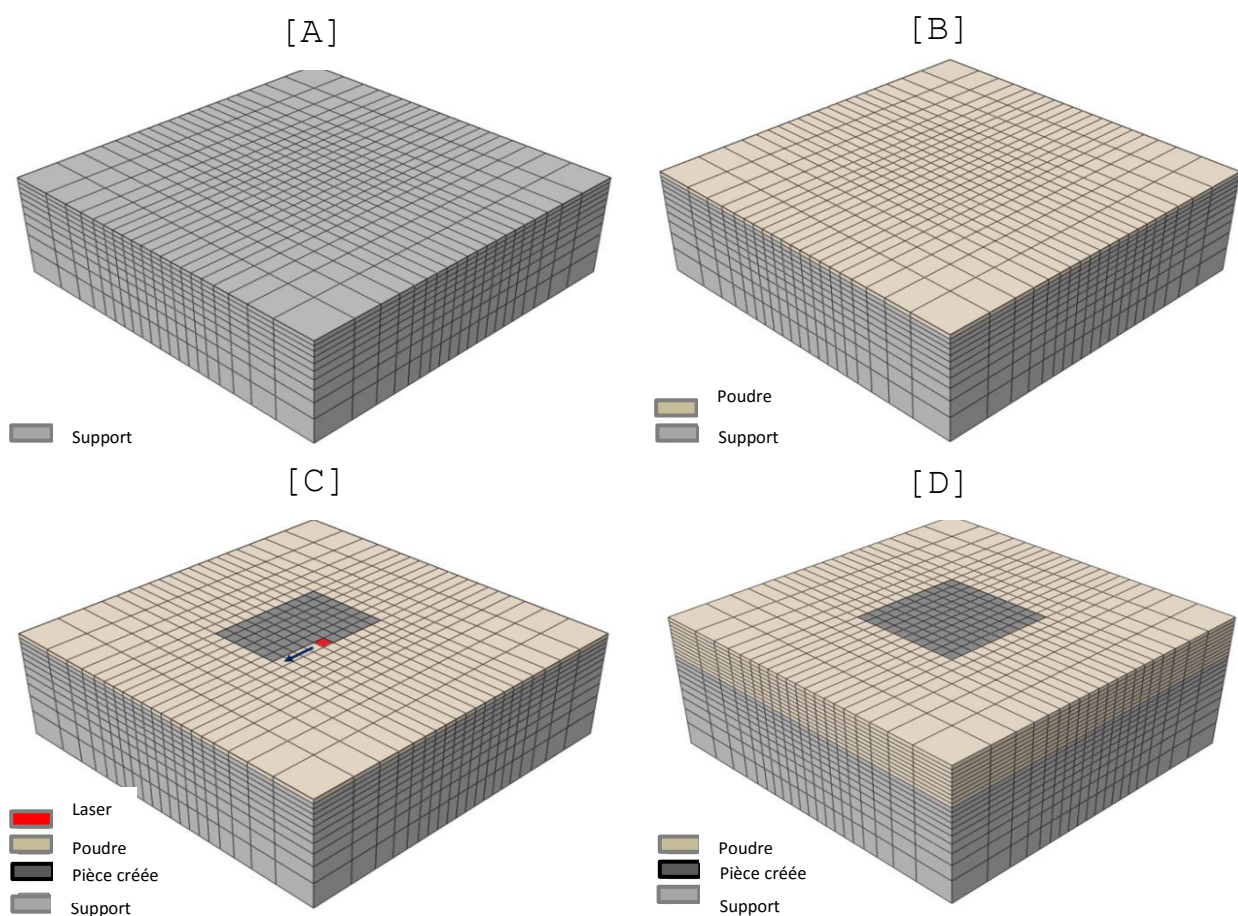 [A]
[B]
Support
Poudre
Support
[C]
[D]
Laser
Poudre
Pièce créée
Support
Poudre
Pièce créée
Support